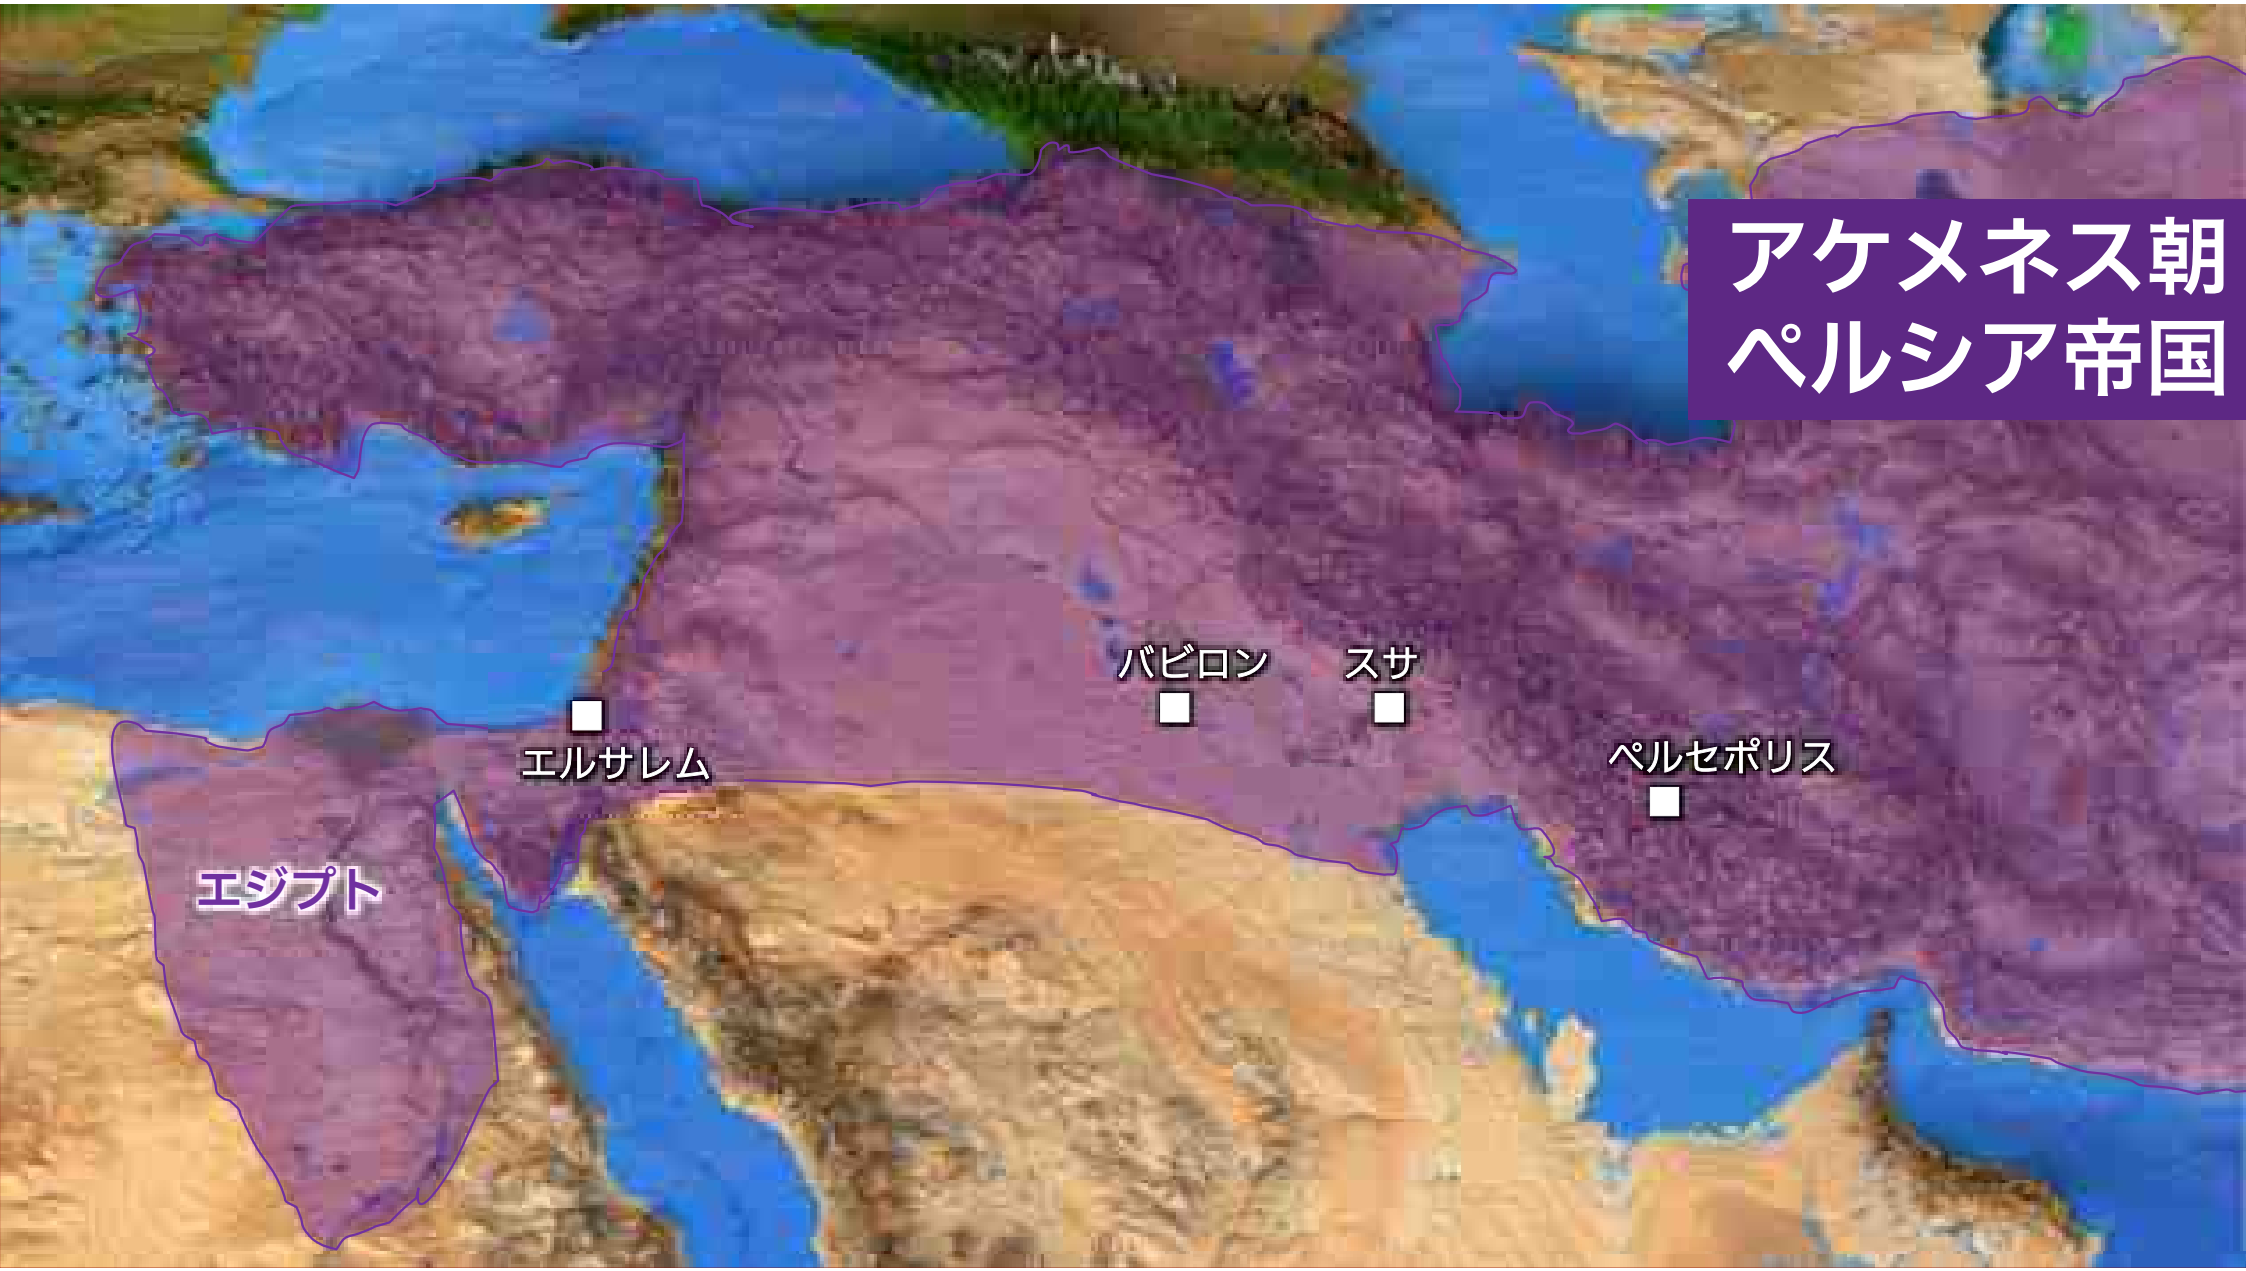 アケメネス朝
ペルシア帝国
バビロン
スサ
エルサレム
ペルセポリス
エジプト